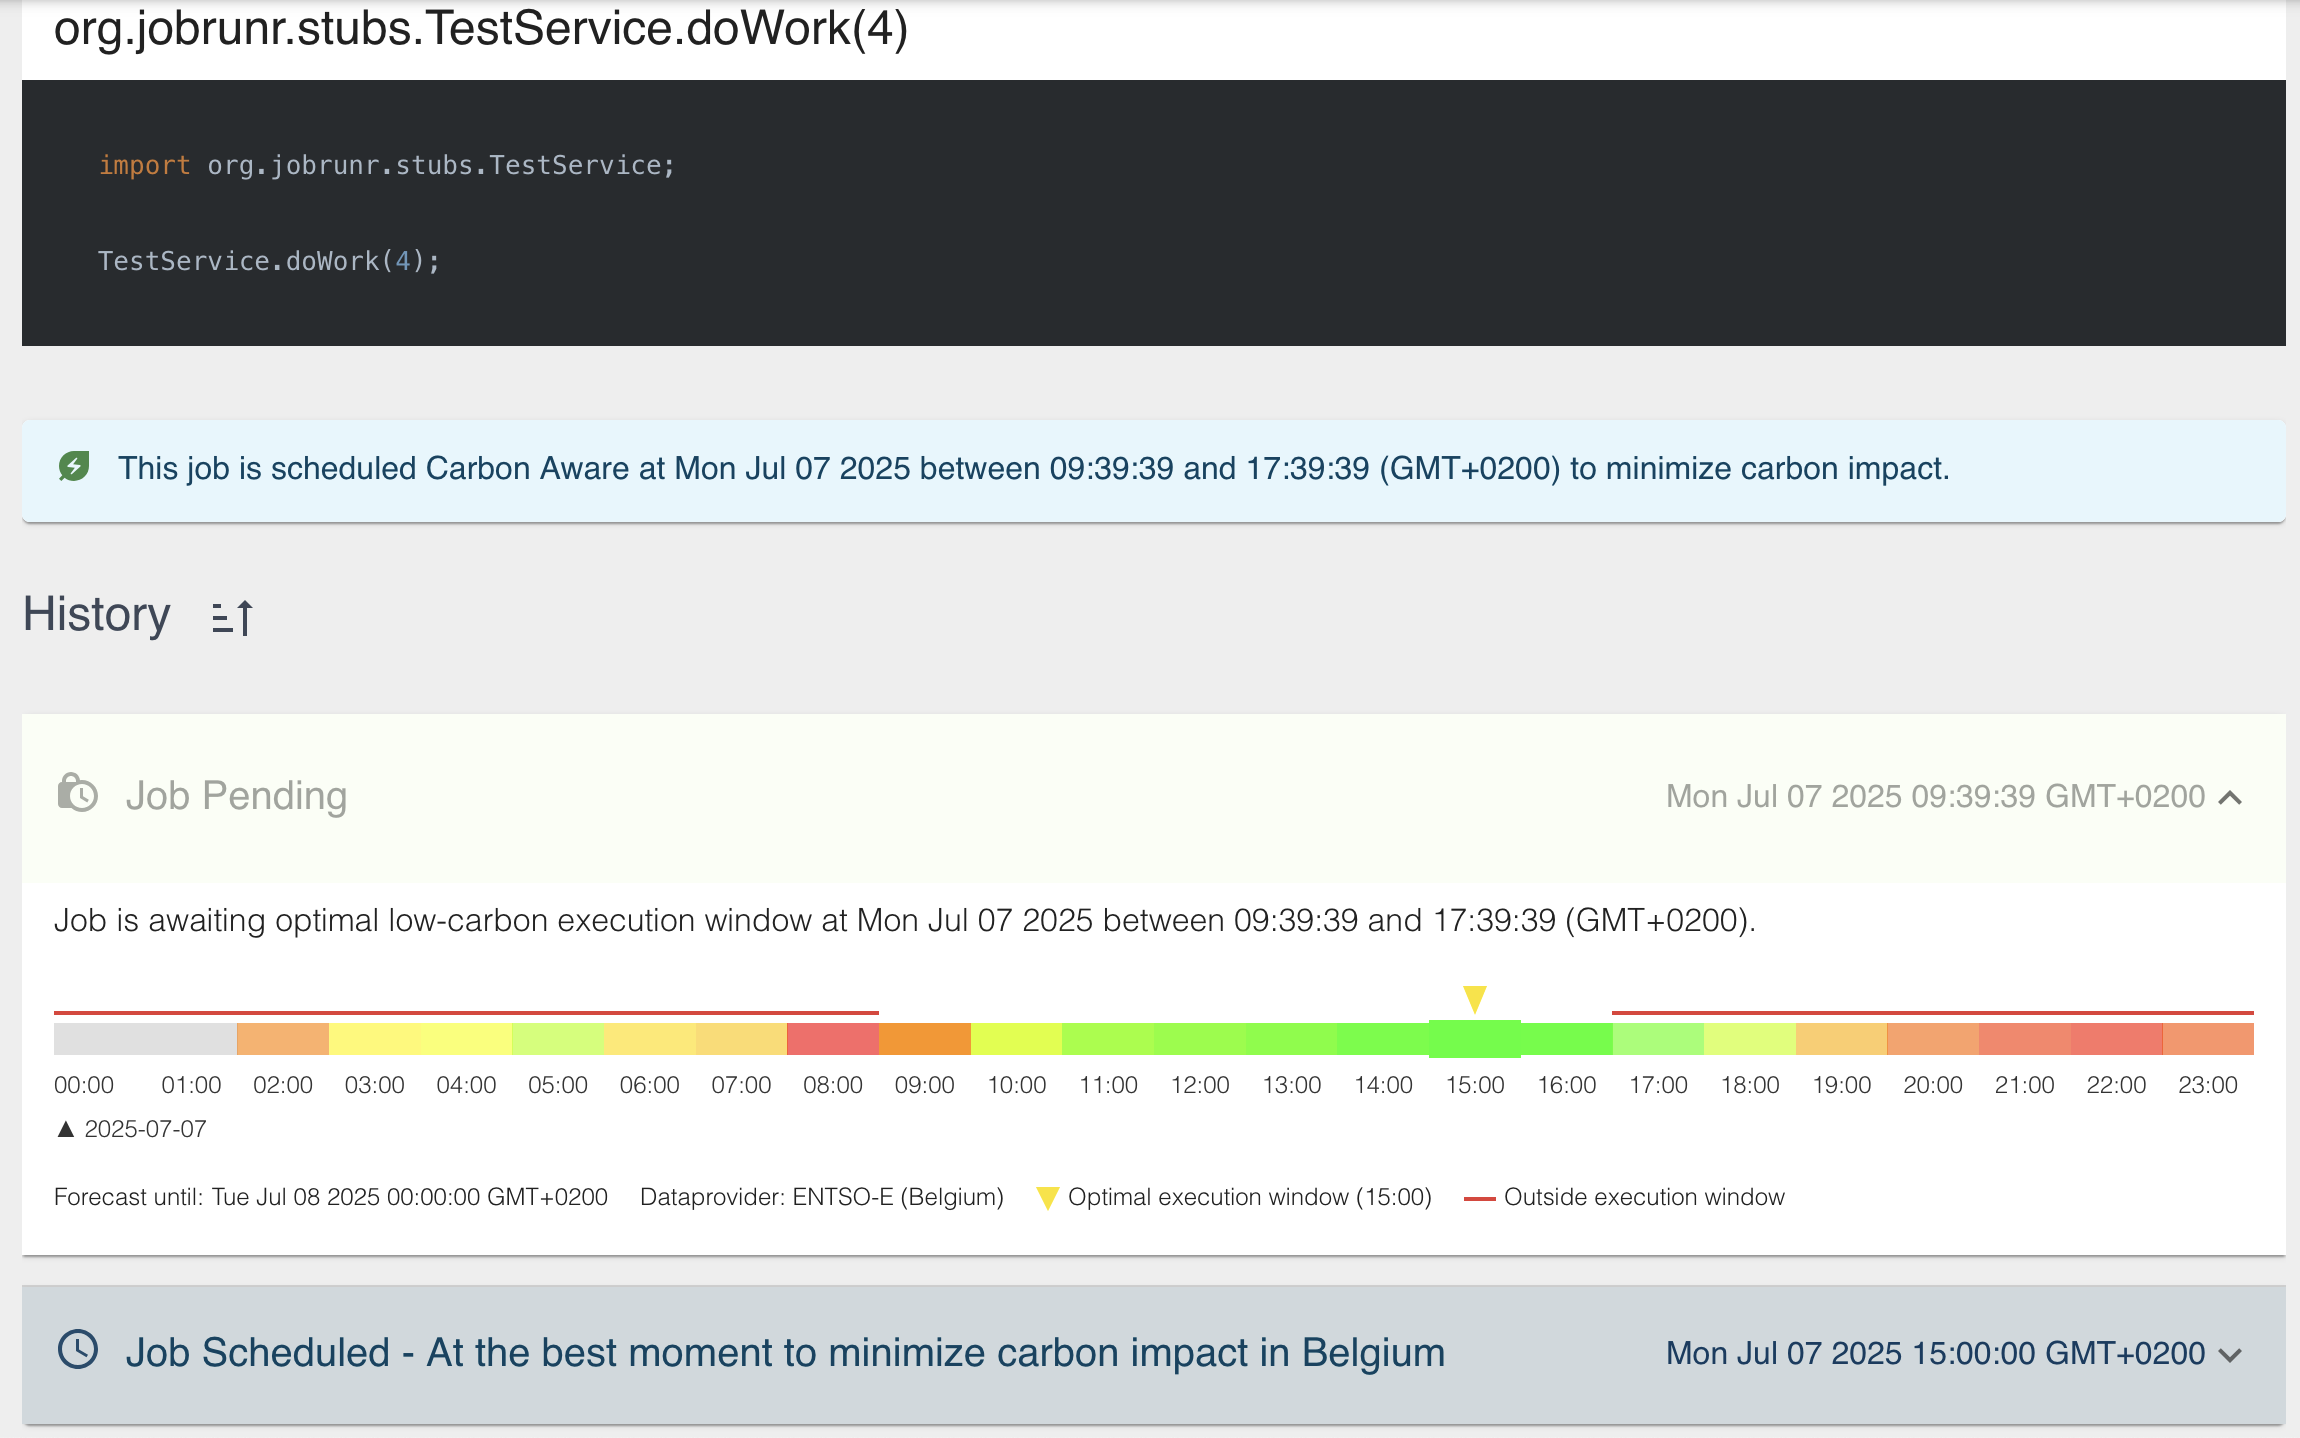 org.jobrunr.stubs.TestService.doWork(4)
import org.jobrunr.stubs.TestService;
TestService.doWork(4);
This job is scheduled Carbon Aware at Mon Jul 07 2025 between 09:39:39 and 17:39:39 (GMT+0200) to minimize carbon impact.
History
Job Pending Mon Jul 07 2025 09:39:39 GMT+0200
Job is awaiting optimal low-carbon execution window at Mon Jul 07 2025 between 09:39:39 and 17:39:39 (GMT+0200).
00:00 01:00 02:00 03:00 04:00 05:00 06:00 07:00 08:00 09:00 10:00 11:00 12:00 13:00 14:00 15:00 16:00 17:00 18:00 19:00 20:00 21:00 22:00 23:00
▲ 2025-07-07
Forecast until: Tue Jul 08 2025 00:00:00 GMT+0200 Dataprovider: ENTSO-E (Belgium) Optimal execution window (15:00) Outside execution window
Job Scheduled - At the best moment to minimize carbon impact in Belgium Mon Jul 07 2025 15:00:00 GMT+0200